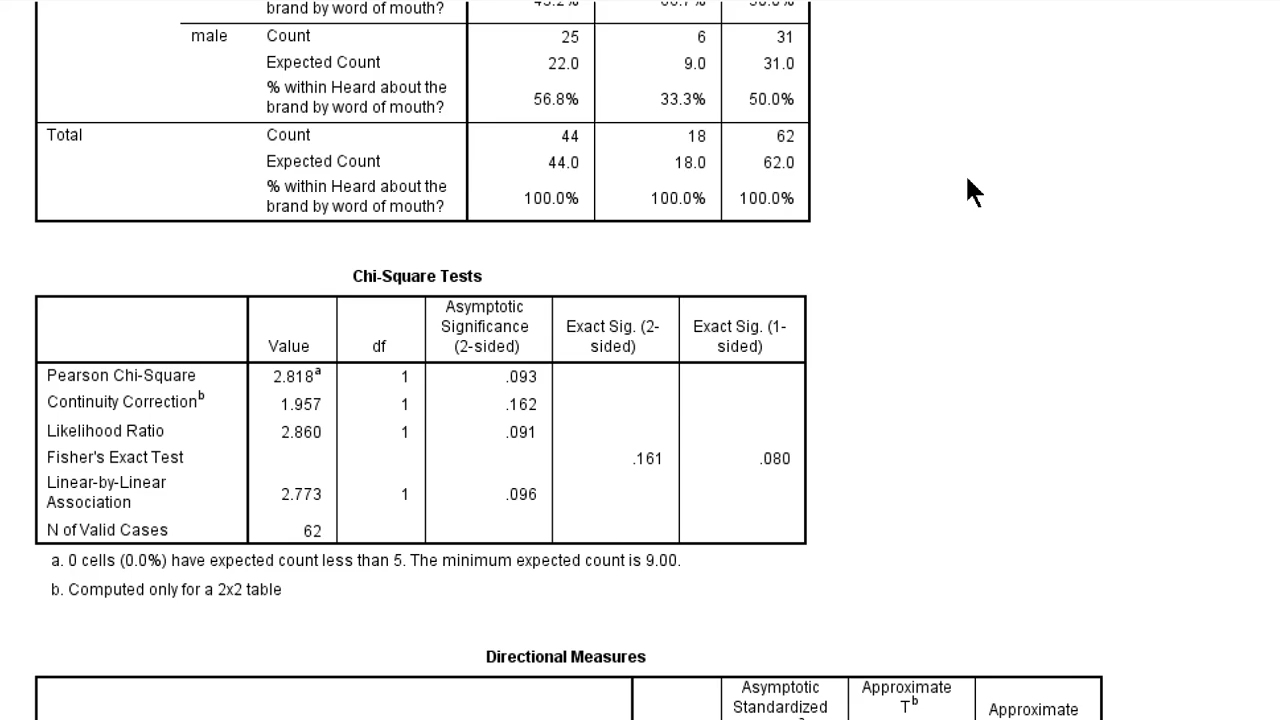 brand by word of mouth?
male Count 25 6 31
Expected Count 22.0 9.0 31.0
% within Heard about the
brand by word of mouth? 56.8% 33.3% 50.0%
Total Count 44 18 62
Expected Count 44.0 18.0 62.0
% within Heard about the
brand by word of mouth? 100.0% 100.0% 100.0%
Chi-Square Tests
Asymptotic
Significance Exact Sig. (2- Exact Sig. (1-
Value df (2-sided) sided) sided)
Pearson Chi-Square 2.818a 1 .093
Continuity Correctionb 1.957 1 .162
Likelihood Ratio 2.860 1 .091
Fisher's Exact Test .161 .080
Linear-by-Linear
Association 2.773 1 .096
N of Valid Cases 62
a. 0 cells (0.0%) have expected count less than 5. The minimum expected count is 9.00.
b. Computed only for a 2x2 table
Directional Measures
Asymptotic Approximate
Standardized Tb Approximate